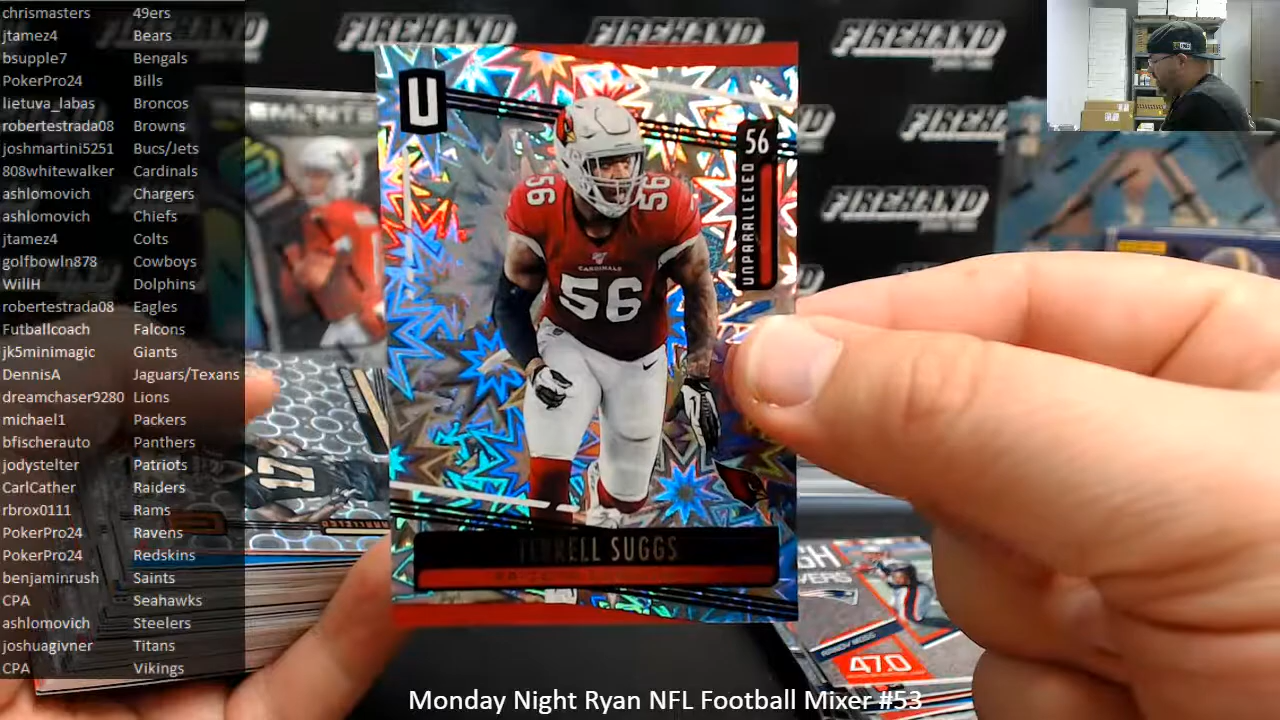 chrismasters 49ers
jtamez4 Bears
bsupple7 Bengals
PokerPro24 Bills
lietuva_labas Broncos
robertestrada08 Browns
joshmartini5251 Bucs/Jets
808whitewalker Cardinals
ashlomovich Chargers
ashlomovich Chiefs
jtamez4 Colts
golfbowln878 Cowboys
WillH Dolphins
robertestrada08 Eagles
Futballcoach Falcons
jk5minimagic Giants
DennisA Jaguars/Texans
dreamchaser9280 Lions
michael1 Packers
bfischerauto Panthers
jodystelter Patriots
CarlCather Raiders
rbrox0111 Rams
PokerPro24 Ravens
PokerPro24 Redskins
benjaminrush Saints
CPA Seahawks
ashlomovich Steelers
joshuagivner Titans
CPA Vikings
FIREHAND
FIREHAND
FIREHAND
FIREHAND
FIREHAND
U
56
UNPARALLELED
56
56
CARDINALS
56
TERRELL SUGGS
17
RANDY MOSS
470
Monday Night Ryan NFL Football Mixer #53